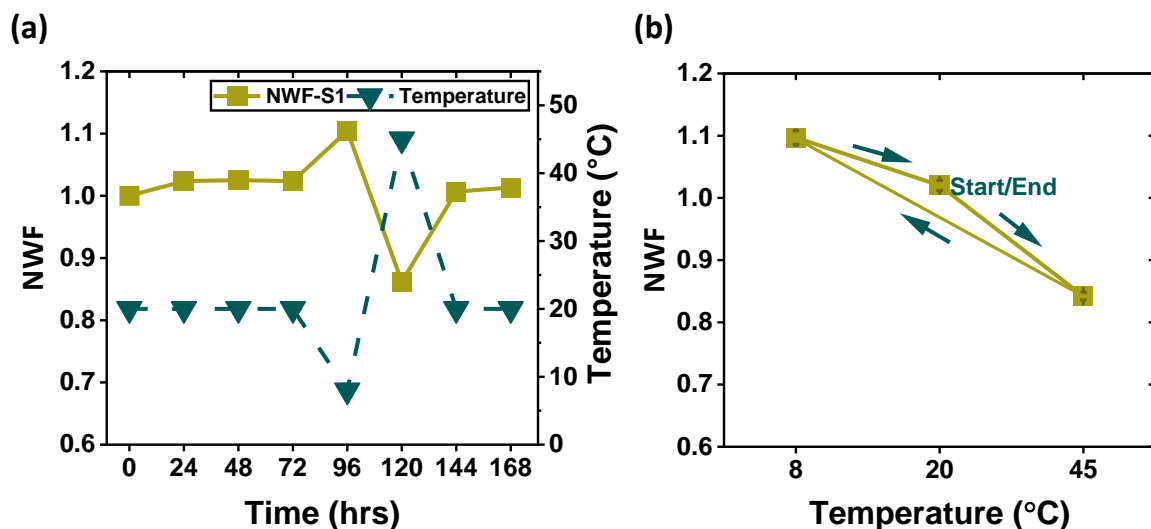 (a)
NWF-S1 Temperature
NWF
1.2
1.1
1.0
0.9
0.8
0.7
0.6
50
40
30
20
10
0
Temperature (°C)
0 24 48 72 96 120 144 168
Time (hrs)
(b)
NWF
1.2
1.1
1.0
0.9
0.8
0.7
0.6
Start/End
8 20 45
Temperature (°C)